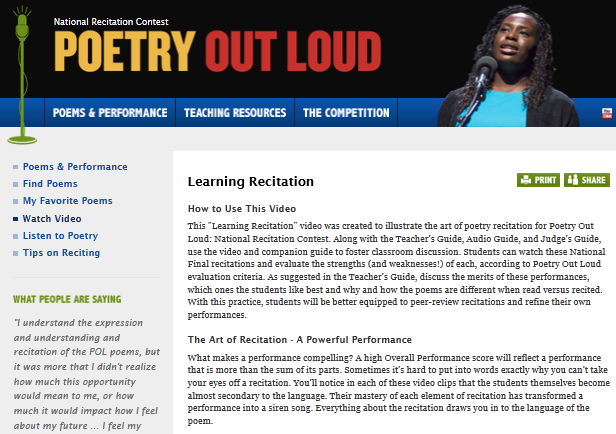 National Recitation Contest
POETRY OUT LOUD
POEMS & PERFORMANCE TEACHING RESOURCES THE COMPETITION
You Tube
Poems & Performance
Find Poems
My Favorite Poems
Watch Video
Listen to Poetry
Tips on Reciting
WHAT PEOPLE ARE SAYING
"I understand the expression
and understanding and
recitation of the POL poems, but
it was more that I didn't realize
how much this opportunity
would mean to me, or how
much it would impact how I feel
about my future ... I feel my
Learning Recitation
PRINT SHARE
How to Use This Video
This "Learning Recitation" video was created to illustrate the art of poetry recitation for Poetry Out
Loud: National Recitation Contest. Along with the Teacher's Guide, Audio Guide, and Judge's Guide,
use the video and companion guide to foster classroom discussion. Students can watch these National
Final recitations and evaluate the strengths (and weaknesses!) of each, according to Poetry Out Loud
evaluation criteria. As suggested in the Teacher's Guide, discuss the merits of these performances,
which ones the students like best and why and how the poems are different when read versus recited.
With this practice, students will be better equipped to peer-review recitations and refine their own
performances.
The Art of Recitation - A Powerful Performance
What makes a performance compelling? A high Overall Performance score will reflect a performance
that is more than the sum of its parts. Sometimes it's hard to put into words exactly why you can't take
your eyes off a recitation. You'll notice in each of these video clips that the students themselves become
almost secondary to the language. Their mastery of each element of recitation has transformed a
performance into a siren song. Everything about the recitation draws you in to the language of the
poem.